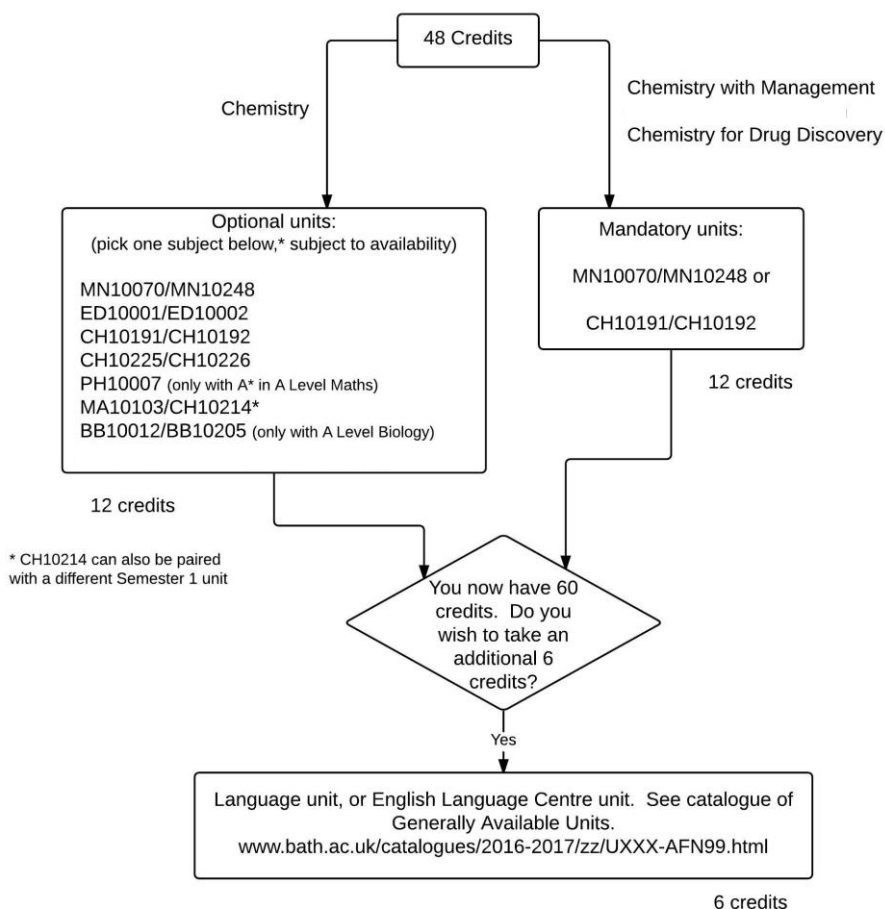 48 Credits
Chemistry
Chemistry with Management
Chemistry for Drug Discovery
Optional units:
(pick one subject below,* subject to availability)
MN10070/MN10248
ED10001/ED10002
CH10191/CH10192
CH10225/CH10226
PH10007 (only with A* in A Level Maths)
MA10103/CH10214*
BB10012/BB10205 (only with A Level Biology)
Mandatory units:
MN10070/MN10248 or
CH10191/CH10192
12 credits
12 credits
* CH10214 can also be paired
with a different Semester 1 unit
You now have 60
credits. Do you
wish to take an
additional 6
credits?
Yes
Language unit, or English Language Centre unit. See catalogue of
Generally Available Units.
www.bath.ac.uk/catalogues/2016-2017/zz/UXXX-AFN99.html
6 credits